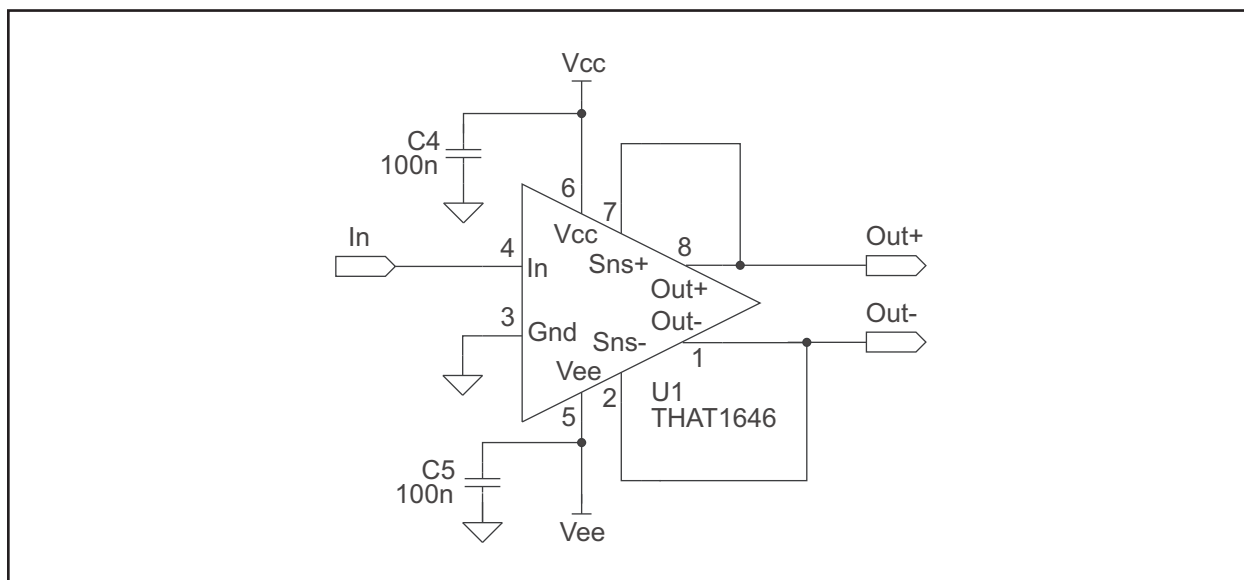 Vcc
C4
100n
6
7
Vcc
In
4
In
Sns+
8
Out+
Out+
3
Gnd
Out-
Out-
Sns-
1
Vee
2
5
U1
THAT1646
C5
100n
Vee